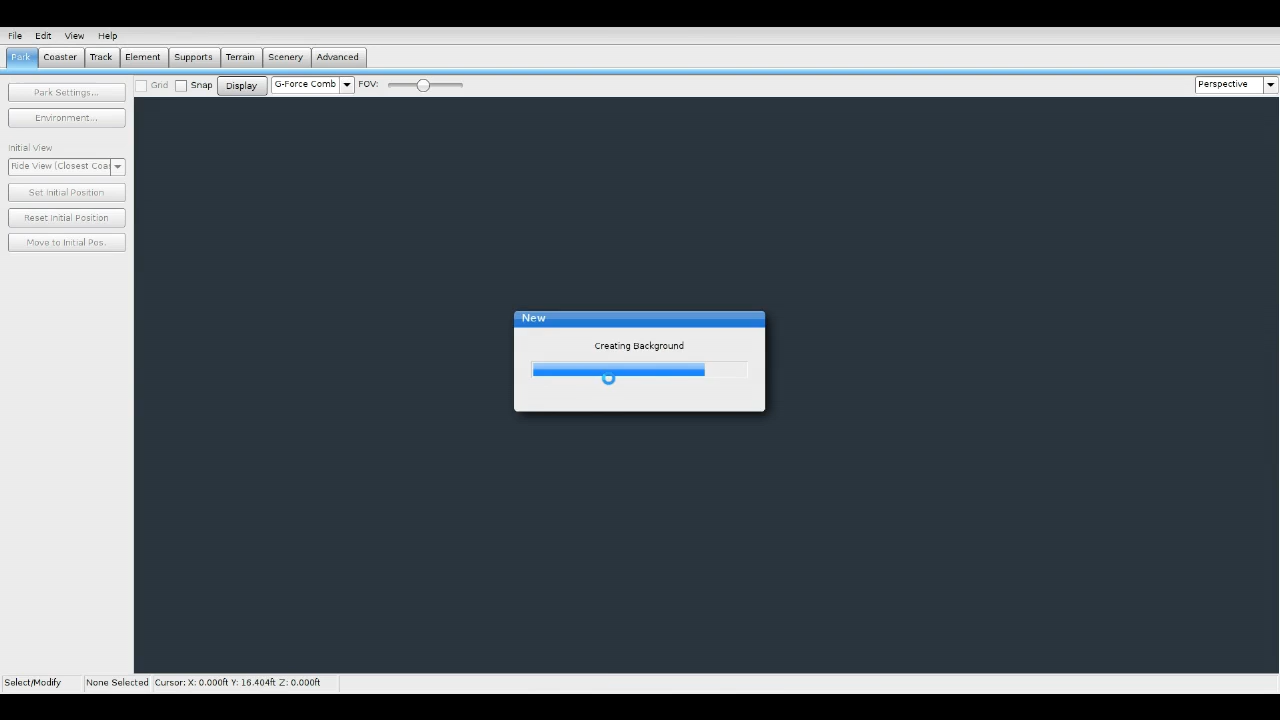 File Edit View Help
Park Coaster Track Element Supports Terrain Scenery Advanced
Grid Snap Display G-Force Comb FOV: Perspective
Park Settings...
Environment...
Initial View
Ride View (Closest Coa
Set Initial Position
Reset Initial Position
Move to Initial Pos.
New
Creating Background
Select/Modify None Selected Cursor: X: 0.000ft Y: 16.404ft Z: 0.000ft